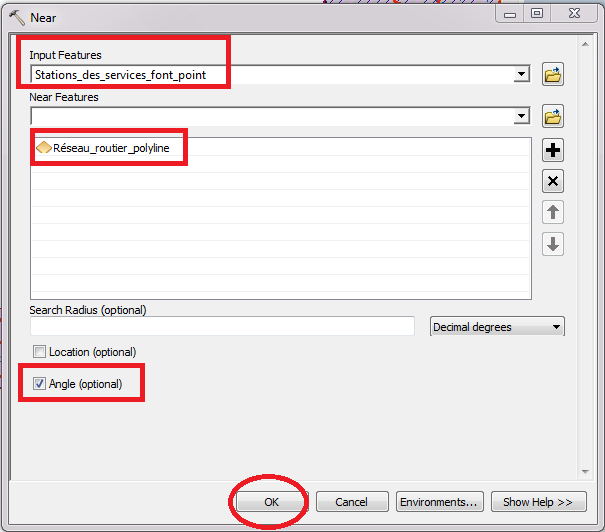 Near
Input Features
Stations_des_services_font_point
Near Features
Réseau_routier_polyline
Search Radius (optional)
Decimal degrees
Location (optional)
Angle (optional)
OK
Cancel
Environments...
Show Help >>